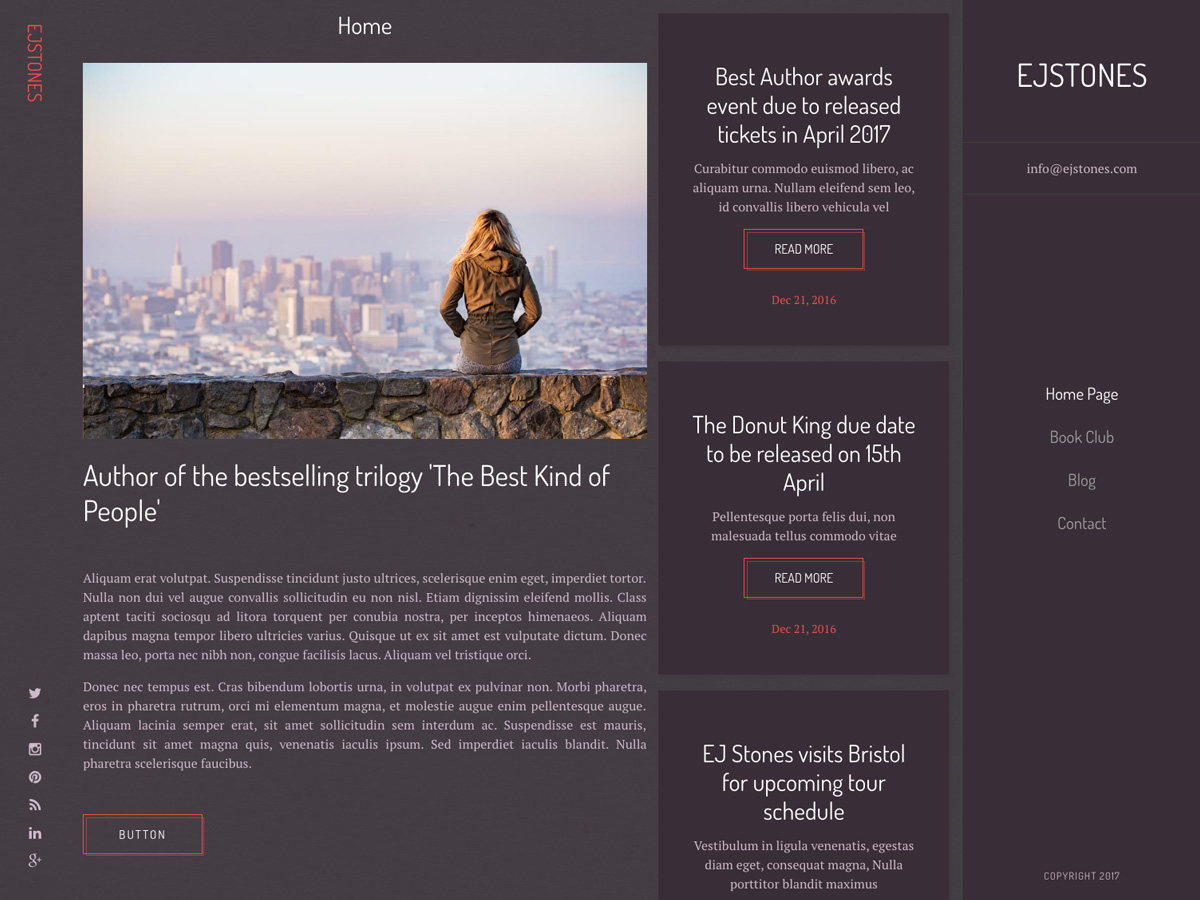 EJSTONES
Home
Author of the bestselling trilogy 'The Best Kind of
People'
Aliquam erat volutpat. Suspendisse tincidunt justo ultrices, scelerisque enim eget, imperdiet tortor.
Nulla non dui vel augue convallis sollicitudin eu non nisl. Etiam dignissim eleifend mollis. Class
aptent taciti sociosqu ad litora torquent per conubia nostra, per inceptos himenaeos. Aliquam
dapibus magna tempor libero ultricies varius. Quisque ut ex sit amet est vulputate dictum. Donec
massa leo, porta nec nibh non, congue facilisis lacus. Aliquam vel tristique orci.
Donec nec tempus est. Cras bibendum lobortis urna, in volutpat ex pulvinar non. Morbi pharetra,
eros in pharetra rutrum, orci mi elementum magna, et molestie augue enim pellentesque augue.
Aliquam lacinia semper erat, sit amet sollicitudin sem interdum ac. Suspendisse est mauris,
tincidunt sit amet magna quis, venenatis iaculis ipsum. Sed imperdiet iaculis blandit. Nulla
pharetra scelerisque faucibus.
BUTTON
Best Author awards
event due to released
tickets in April 2017
Curabitur commodo euismod libero, ac
aliquam urna. Nullam eleifend sem leo,
id convallis libero vehicula vel
READ MORE
Dec 21, 2016
The Donut King due date
to be released on 15th
April
Pellentesque porta felis dui, non
malesuada tellus commodo vitae
READ MORE
Dec 21, 2016
EJ Stones visits Bristol
for upcoming tour
schedule
Vestibulum in ligula venenatis, egestas
diam eget, consequat magna, Nulla
porttitor blandit maximus
EJSTONES
info@ejstones.com
Home Page
Book Club
Blog
Contact
COPYRIGHT 2017